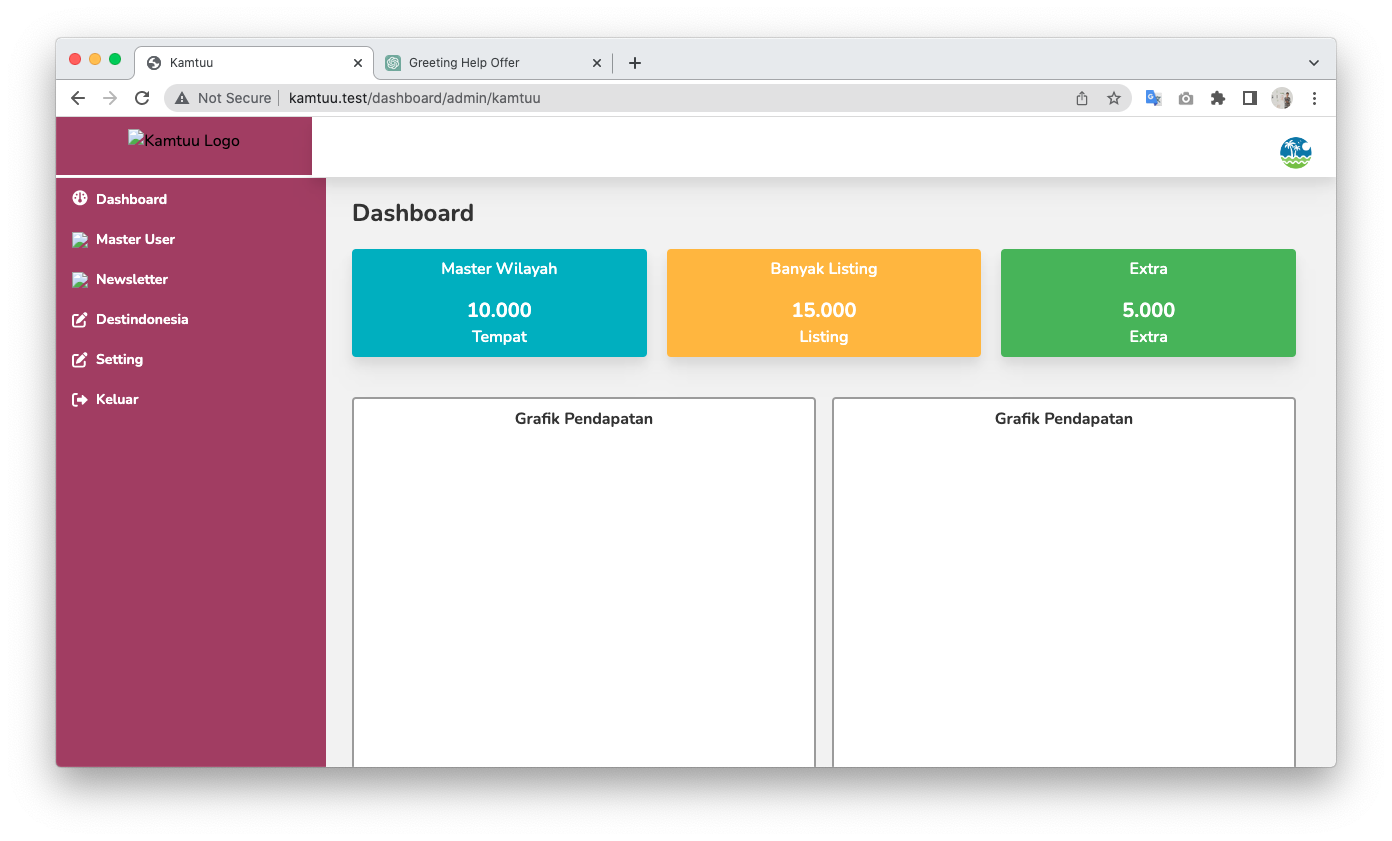 Kamtuu
Greeting Help Offer
Not Secure
kamtuu.test/dashboard/admin/kamtuu
Kamtuu Logo
Dashboard
Master User
Newsletter
Destindonesia
Setting
Keluar
Dashboard
Master Wilayah
10.000
Tempat
Banyak Listing
15.000
Listing
Extra
5.000
Extra
Grafik Pendapatan
Grafik Pendapatan